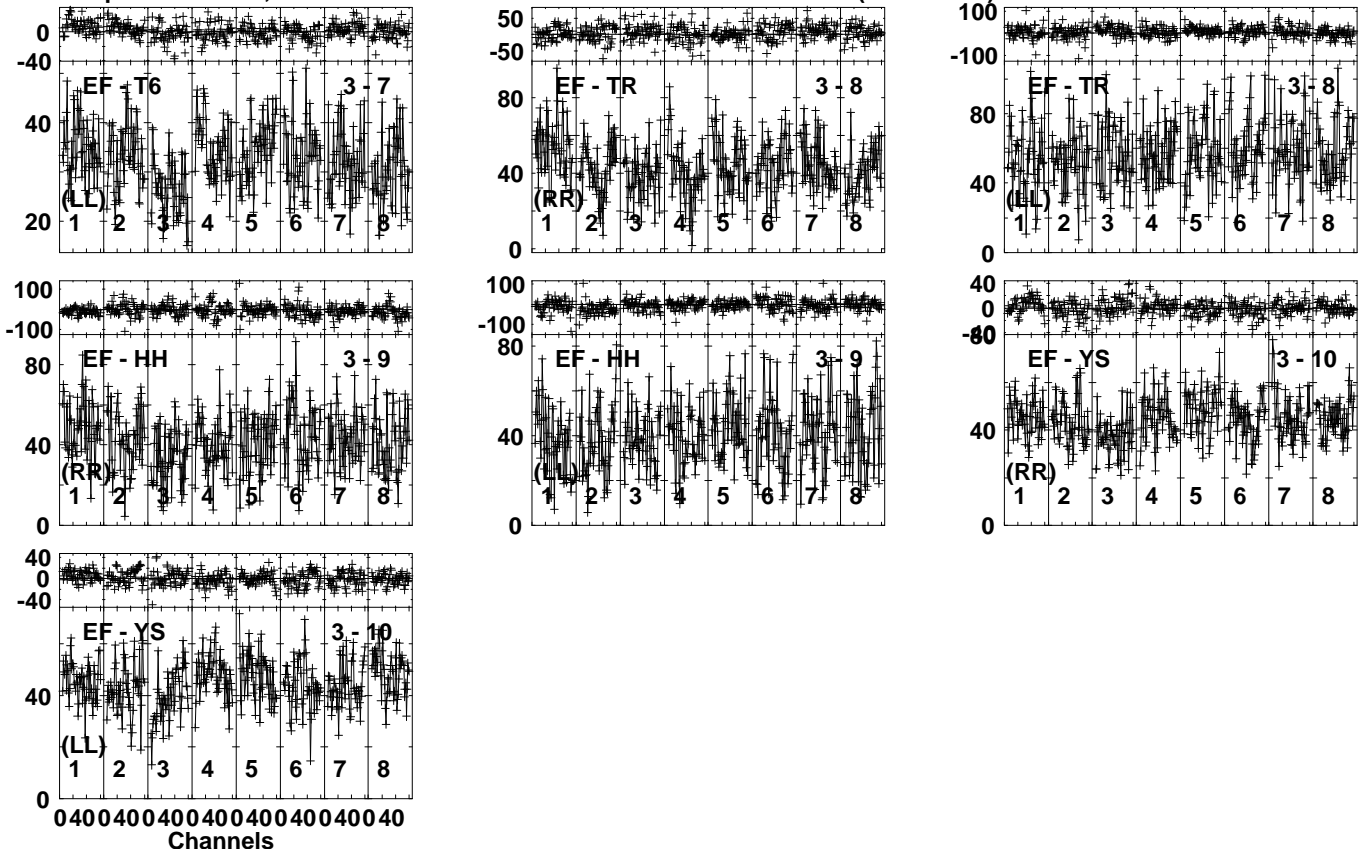 0
-40
EF - T6 3 - 7
40
(LL)
20
1 2 3 4 5 6 7 8
50
-50
EF - TR 3 - 8
80
40
(RR)
1 2 3 4 5 6 7 8
0
100
-100
EF - TR 3 - 8
80
40
(LL)
1 2 3 4 5 6 7 8
0
100
-100
EF - HH 3 - 9
80
40
(RR)
1 2 3 4 5 6 7 8
0
100
-100
80
EF - HH 3 - 9
40
(LL)
1 2 3 4 5 6 7 8
0
40
0
EF - YS 3 - 10
40
(RR)
1 2 3 4 5 6 7 8
0
40
0
-40
EF - YS 3 - 10
40
(LL)
1 2 3 4 5 6 7 8
0
0 40 0 40 0 40 0 40 0 40 0 40 0 40 0 40
Channels